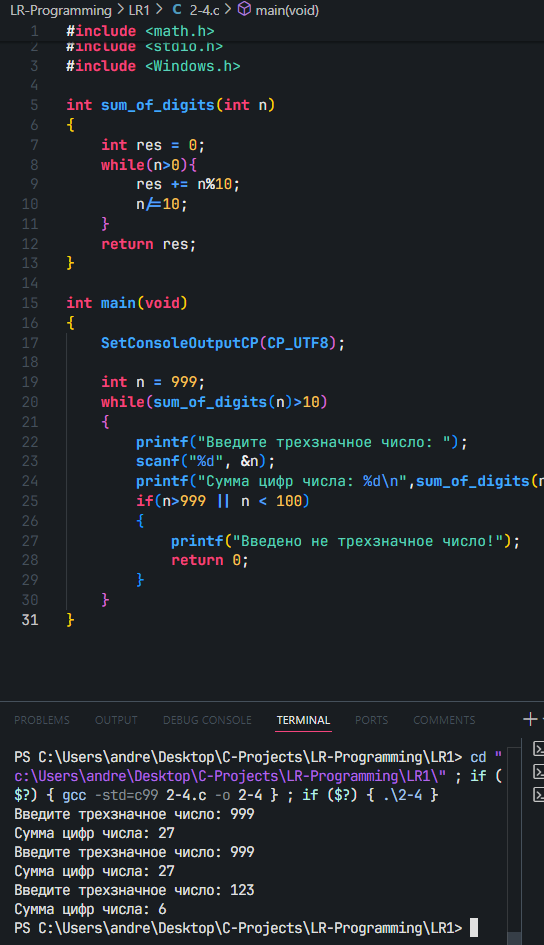 LR-Programming > LR1 > C 2-4.c > main(void)
1 #include <math.h>
2 #include <stdio.h>
3 #include <Windows.h>
4
5 int sum_of_digits(int n)
6 {
7 int res = 0;
8 while(n>0){
9 res += n%10;
10 n/=10;
11 }
12 return res;
13 }
14
15 int main(void)
16 {
17 SetConsoleOutputCP(CP_UTF8);
18
19 int n = 999;
20 while(sum_of_digits(n)>10)
21 {
22 printf("Введите трехзначное число: ");
23 scanf("%d", &n);
24 printf("Сумма цифр числа: %d\n",sum_of_digits(n
25 if(n>999 || n < 100)
26 {
27 printf("Введено не трехзначное число!");
28 return 0;
29 }
30 }
31 }
PROBLEMS OUTPUT DEBUG CONSOLE TERMINAL PORTS COMMENTS
PS C:\Users\andre\Desktop\C-Projects\LR-Programming\LR1> cd "
c:\Users\andre\Desktop\C-Projects\LR-Programming\LR1\" ; if (
$?) { gcc -std=c99 2-4.c -o 2-4 } ; if ($?) { .\2-4 }
Введите трехзначное число: 999
Сумма цифр числа: 27
Введите трехзначное число: 999
Сумма цифр числа: 27
Введите трехзначное число: 123
Сумма цифр числа: 6
PS C:\Users\andre\Desktop\C-Projects\LR-Programming\LR1>